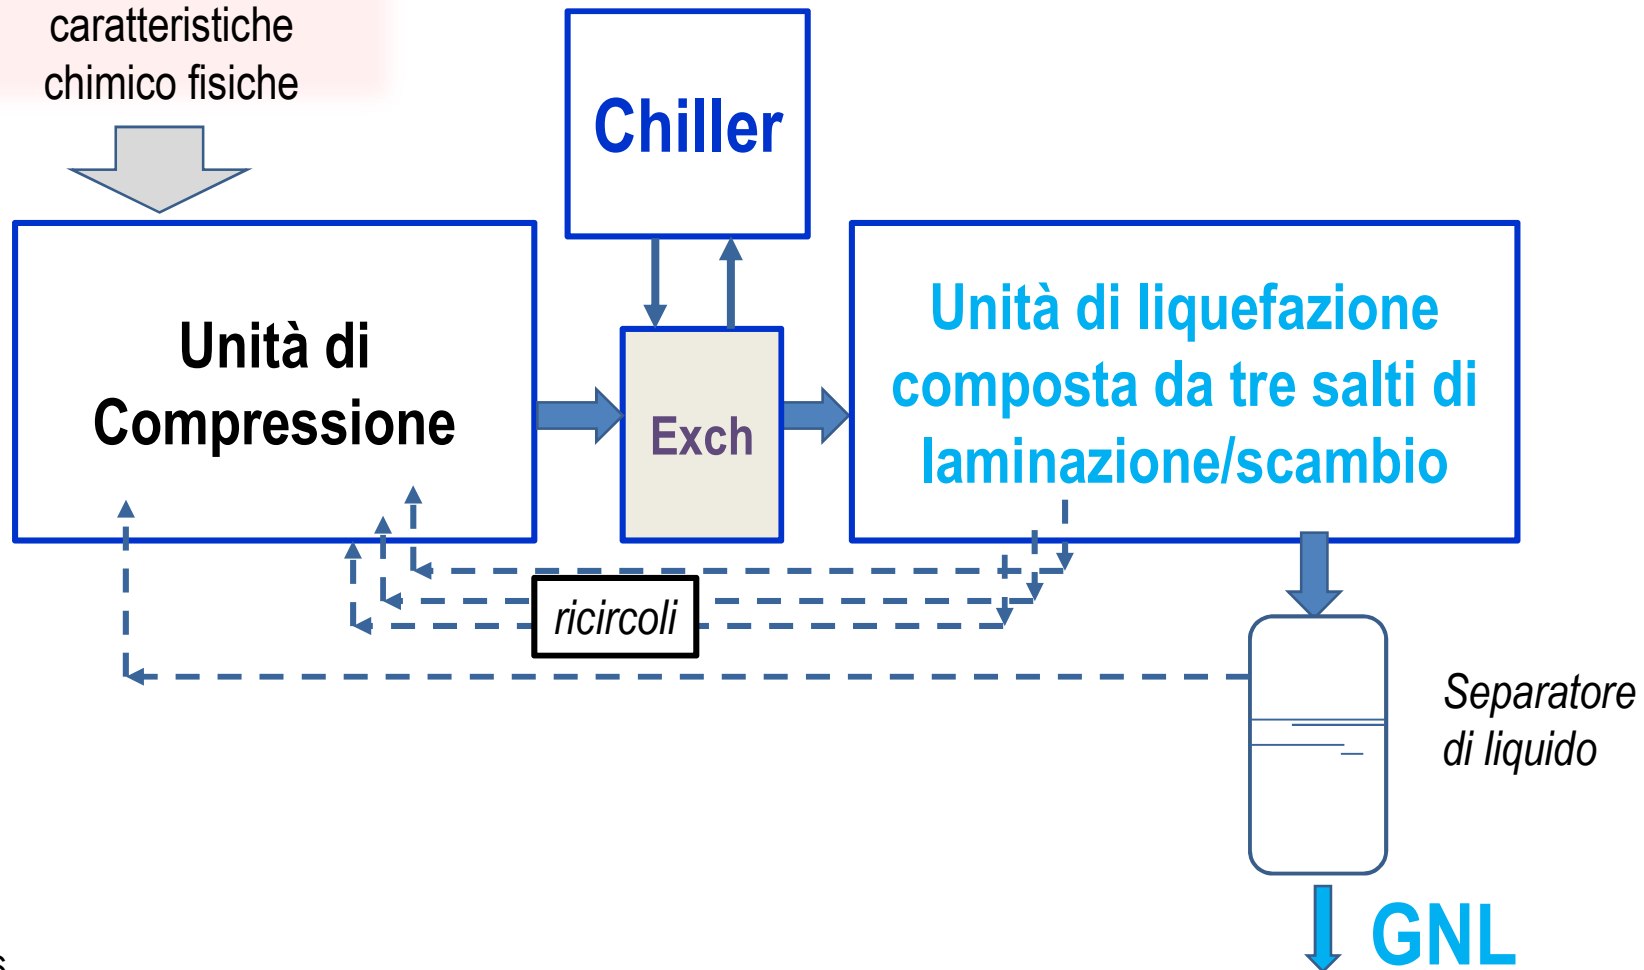 caratteristiche
chimico fisiche
Chiller
Unità di
Compressione
Exch
Unità di liquefazione
composta da tre salti di
laminazione/scambio
ricircoli
Separatore
di liquido
GNL